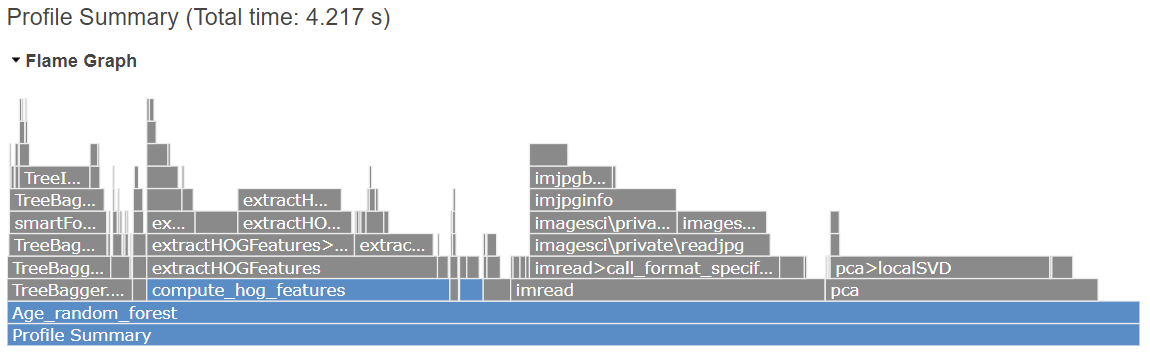 Profile Summary (Total time: 4.217 s)
Flame Graph
TreeI... imjpgb...
TreeBag... extractH... imjpginfo
smartFo... ex... extractHO... imagesci\priva... images...
TreeBag... extractHOGFeatures>... extrac... imagesci\private\readjpg
TreeBagg... extractHOGFeatures imread>call_format_specif... pca>localSVD
TreeBagger.... compute_hog_features imread pca
Age_random_forest
Profile Summary